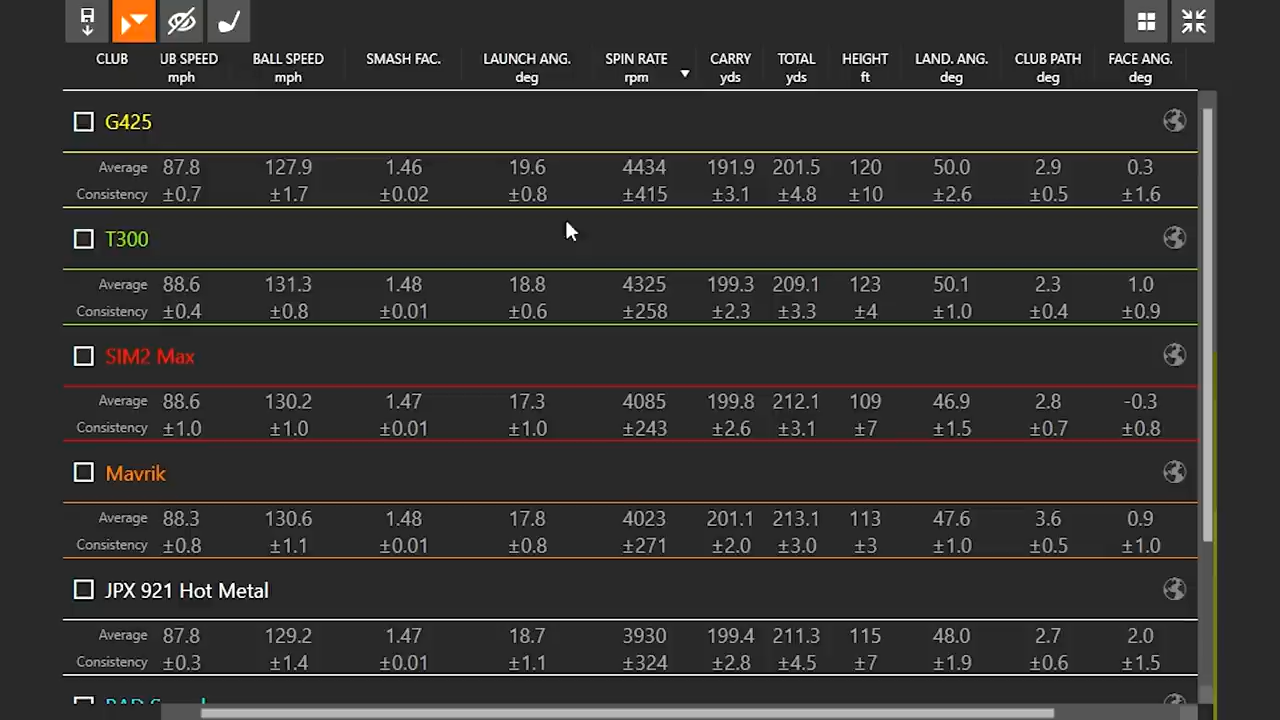 CLUB UB SPEED BALL SPEED SMASH FAC. LAUNCH ANG. SPIN RATE CARRY TOTAL HEIGHT LAND. ANG. CLUB PATH FACE ANG.
mph mph deg rpm yds yds ft deg deg deg
G425
Average 87.8 127.9 1.46 19.6 4434 191.9 201.5 120 50.0 2.9 0.3
Consistency ±0.7 ±1.7 ±0.02 ±0.8 ±415 ±3.1 ±4.8 ±10 ±2.6 ±0.5 ±1.6
T300
Average 88.6 131.3 1.48 18.8 4325 199.3 209.1 123 50.1 2.3 1.0
Consistency ±0.4 ±0.8 ±0.01 ±0.6 ±258 ±2.3 ±3.3 ±4 ±1.0 ±0.4 ±0.9
SIM2 Max
Average 88.6 130.2 1.47 17.3 4085 199.8 212.1 109 46.9 2.8 -0.3
Consistency ±1.0 ±1.0 ±0.01 ±1.0 ±243 ±2.6 ±3.1 ±7 ±1.5 ±0.7 ±0.8
Mavrik
Average 88.3 130.6 1.48 17.8 4023 201.1 213.1 113 47.6 3.6 0.9
Consistency ±0.8 ±1.1 ±0.01 ±0.8 ±271 ±2.0 ±3.0 ±3 ±1.0 ±0.5 ±1.0
JPX 921 Hot Metal
Average 87.8 129.2 1.47 18.7 3930 199.4 211.3 115 48.0 2.7 2.0
Consistency ±0.3 ±1.4 ±0.01 ±1.1 ±324 ±2.8 ±4.5 ±7 ±1.9 ±0.6 ±1.5